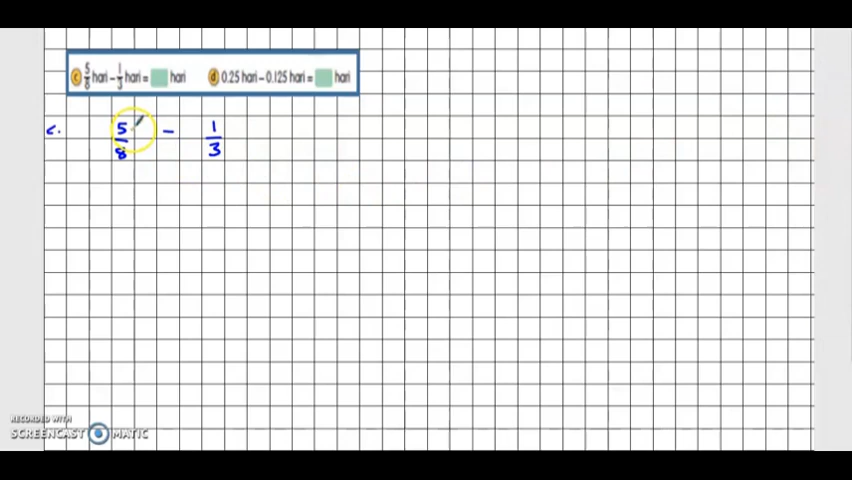 c 5/8 hari – 1/3 hari = hari d 0.25 hari – 0.125 hari = hari
c. 5/8 – 1/3
RECORDED WITH
SCREENCAST MATIC